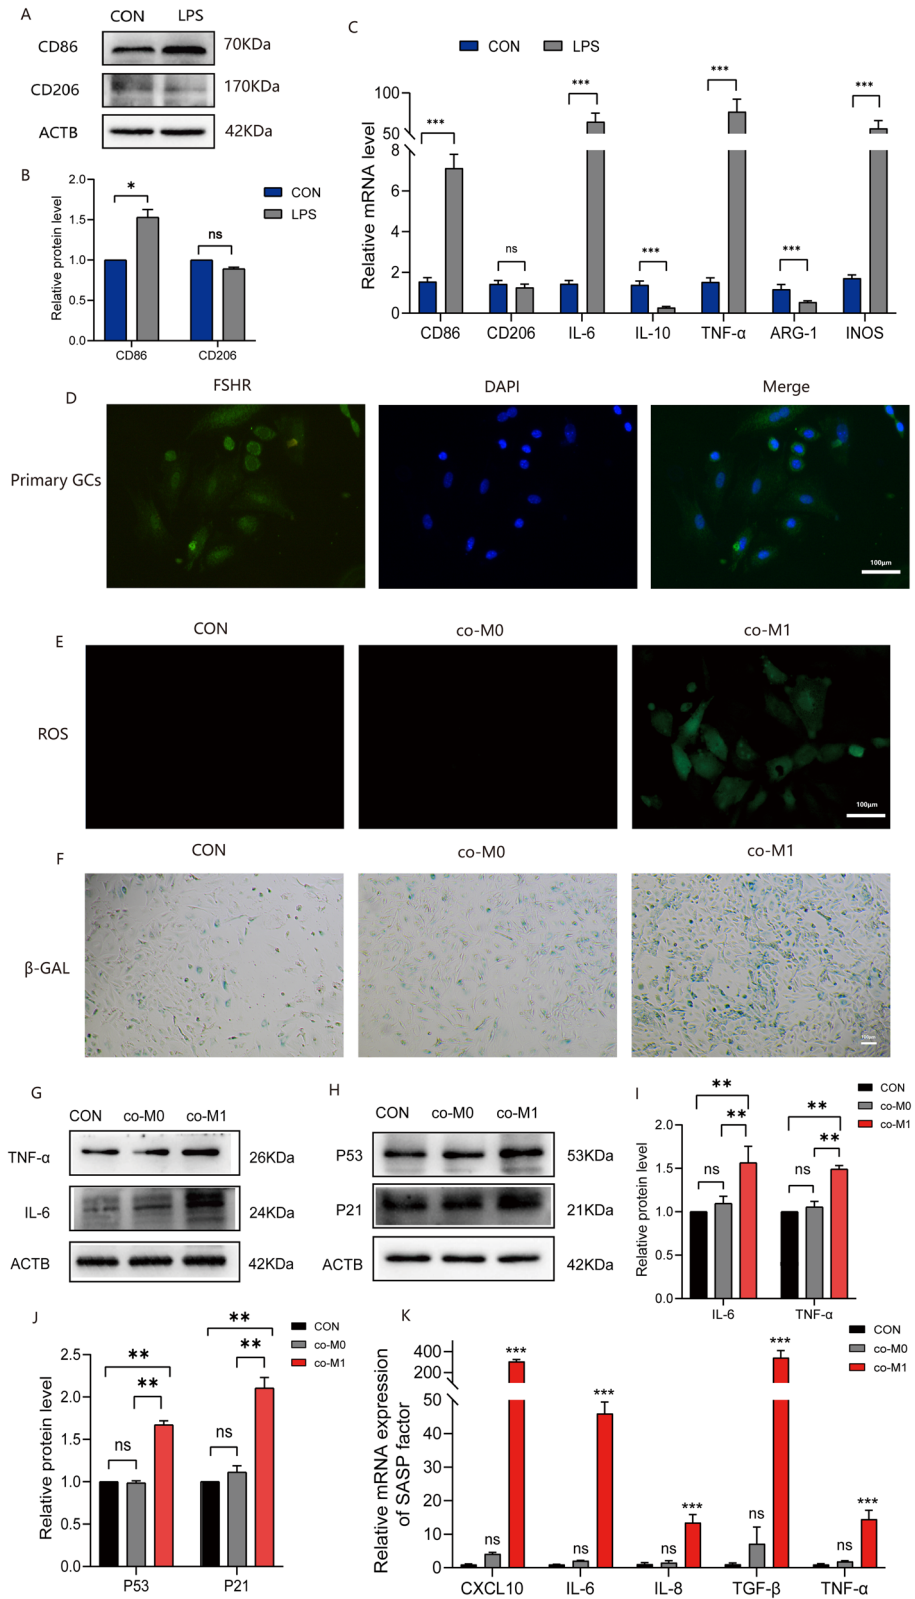 A
CON LPS
CD86 70KDa
CD206 170KDa
ACTB 42KDa
B
Relative protein level
2.0
1.5
1.0
0.5
0.0
* ns
CON
LPS
CD86 CD206
C
CON LPS
Relative mRNA level
100
50
8
6
4
2
0
*** ns *** *** *** *** ***
CD86 CD206 IL-6 IL-10 TNF-α ARG-1 INOS
D
FSHR DAPI Merge
Primary GCs
100μm
E
CON co-M0 co-M1
ROS
100μm
F
CON co-M0 co-M1
β-GAL
G
CON co-M0 co-M1
TNF-α 26KDa
IL-6 24KDa
ACTB 42KDa
H
CON co-M0 co-M1
P53 53KDa
P21 21KDa
ACTB 42KDa
I
CON
co-M0
co-M1
Relative protein level
2.0
1.5
1.0
0.5
0.0
** **
** **
ns ns
IL-6 TNF-α
J
CON
co-M0
co-M1
Relative protein level
2.5
2.0
1.5
1.0
0.5
0.0
** **
** **
ns ns
P53 P21
K
CON
co-M0
co-M1
Relative mRNA expression
of SASP factor
400
200
50
40
30
20
10
0
ns *** ns *** ns *** ns *** ns ***
CXCL10 IL-6 IL-8 TGF-β TNF-α